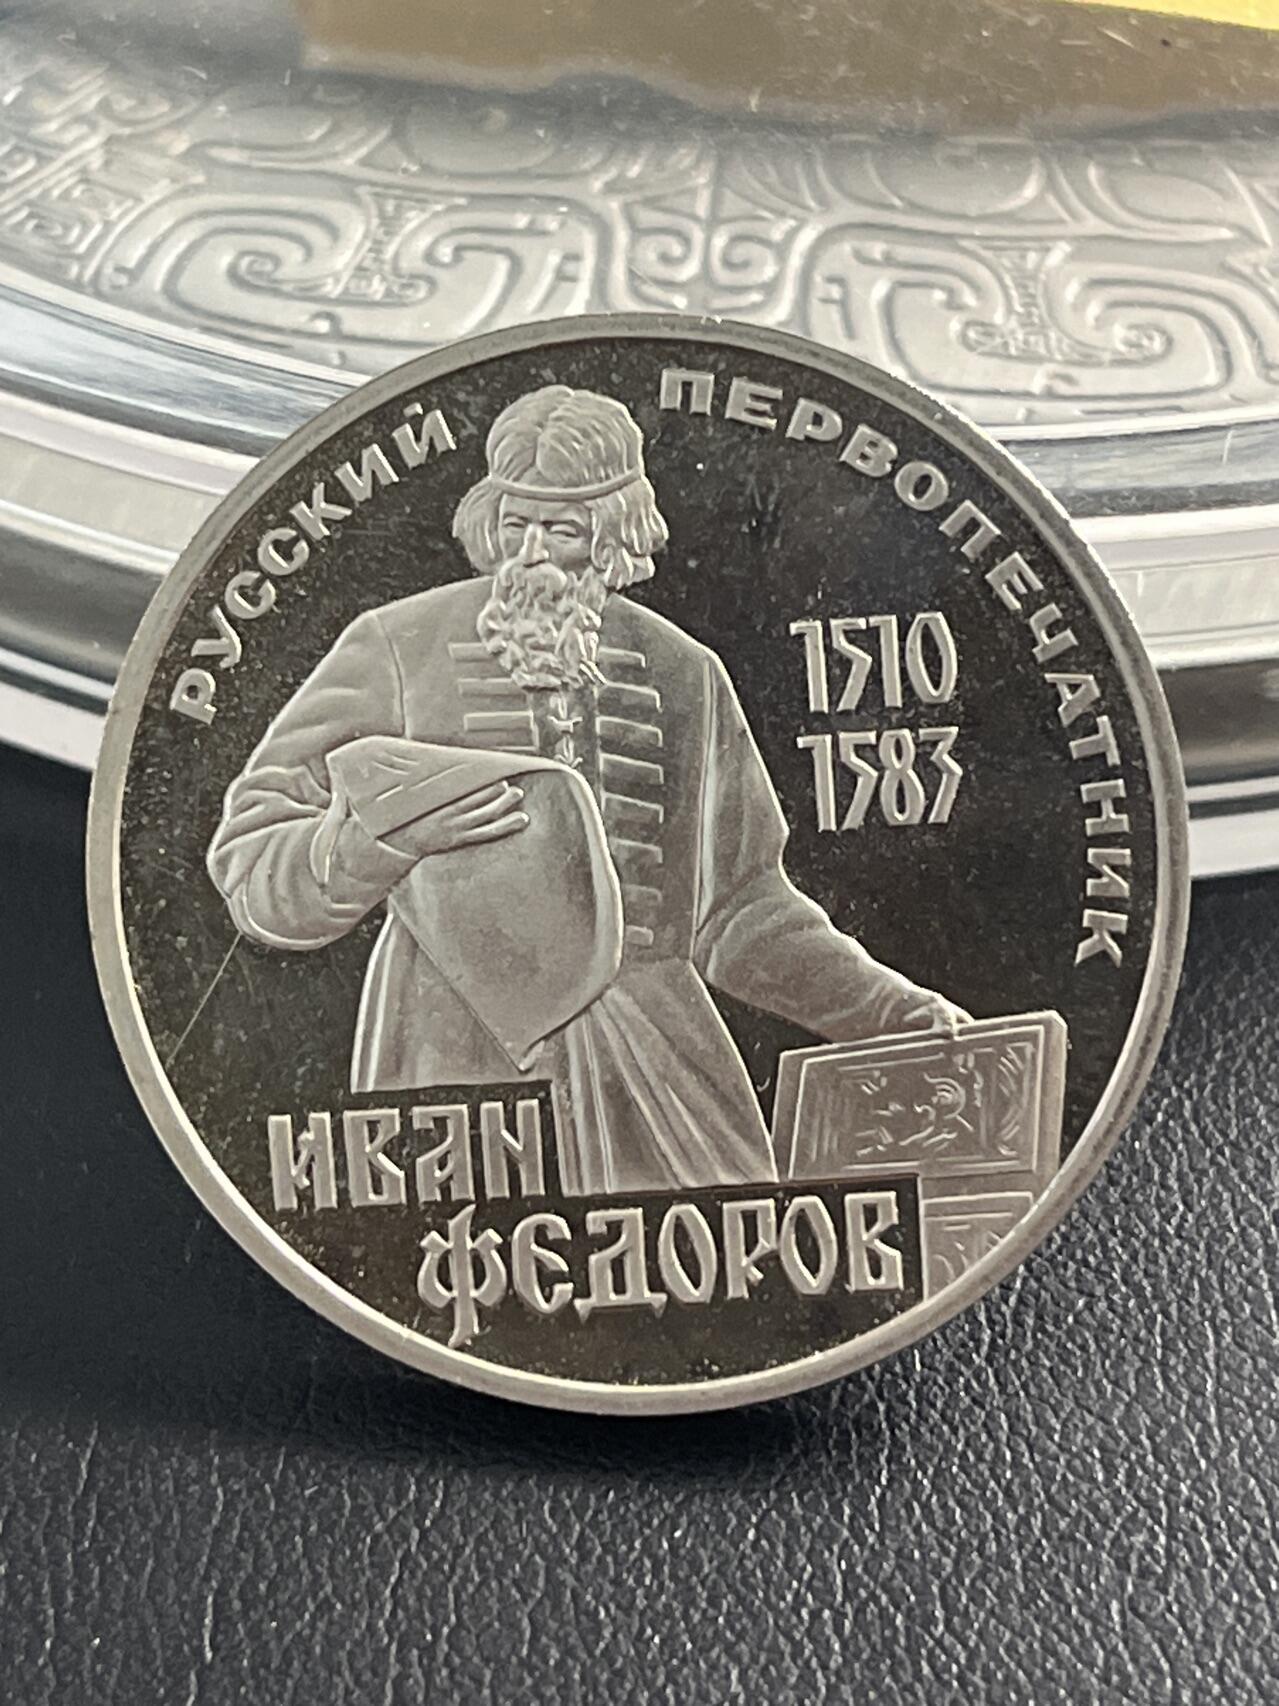 РУССКИЙ ПЕРВОПЕЧАТНИК
1510
1583
ИВАН
ФЕДОРОВ